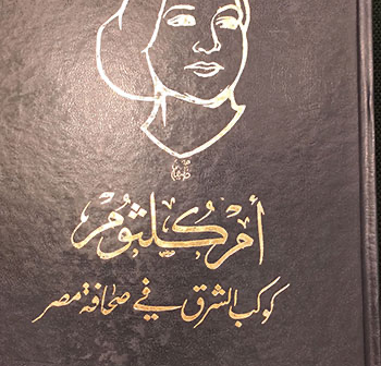 أم كلثوم
كوكب الشرق في صحافة مصر